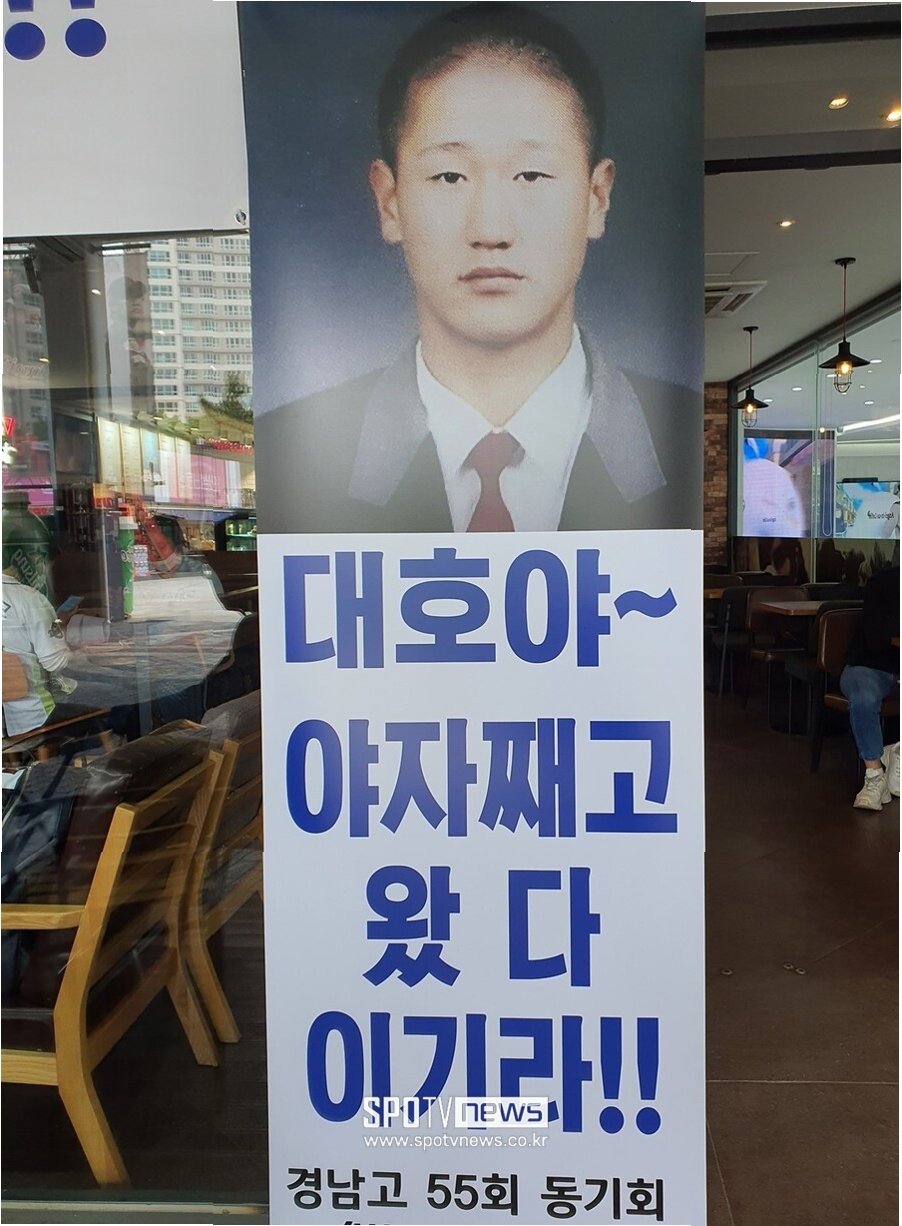 !!
대호야~
야자째고
왔 다
이기라!!
SPOTV news
www.spotvnews.co.kr
경남고 55회 동기회